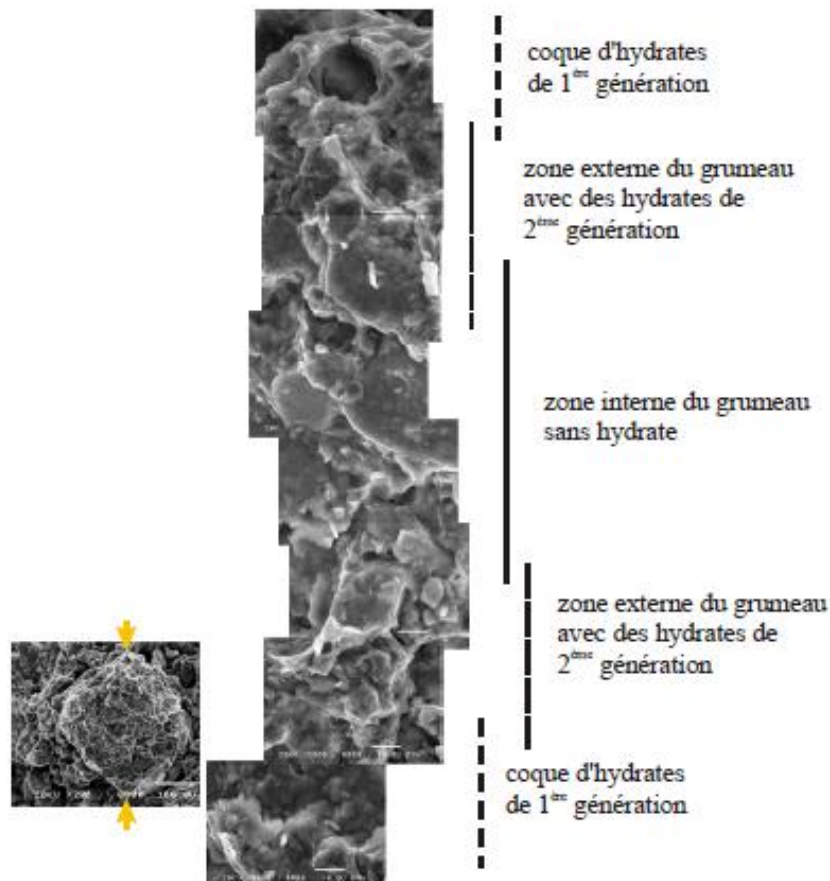 coque d'hydrates
de 1ère génération
zone externe du grumeau
avec des hydrates de
2ème génération
zone interne du grumeau
sans hydrate
zone externe du grumeau
avec des hydrates de
2ème génération
coque d'hydrates
de 1ère génération